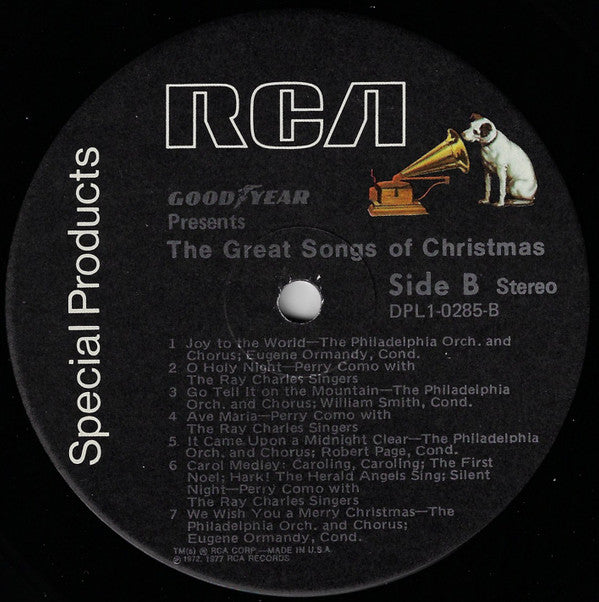 RCA
Special Products
GOODYEAR
Presents
The Great Songs of Christmas
Side B Stereo
DPL1-0285-B
1 Joy to the World—The Philadelphia Orch. and
Chorus; Eugene Ormandy, Cond.
2 O Holy Night—Perry Como with
The Ray Charles Singers
3 Go Tell It on the Mountain—The Philadelphia
Orch. and Chorus; William Smith, Cond.
4 Ave Maria—Perry Como with
The Ray Charles Singers
5 It Came Upon a Midnight Clear—The Philadelphia
Orch. and Chorus; Robert Page, Cond.
6 Carol Medley: Caroling, Caroling; The First
Noel; Hark! The Herald Angels Sing; Silent
Night—Perry Como with
The Ray Charles Singers
7 We Wish You a Merry Christmas—The
Philadelphia Orch. and Chorus;
Eugene Ormandy, Cond.
TM(s) ® RCA CORP.—MADE IN U.S.A.
℗ 1972, 1977 RCA RECORDS